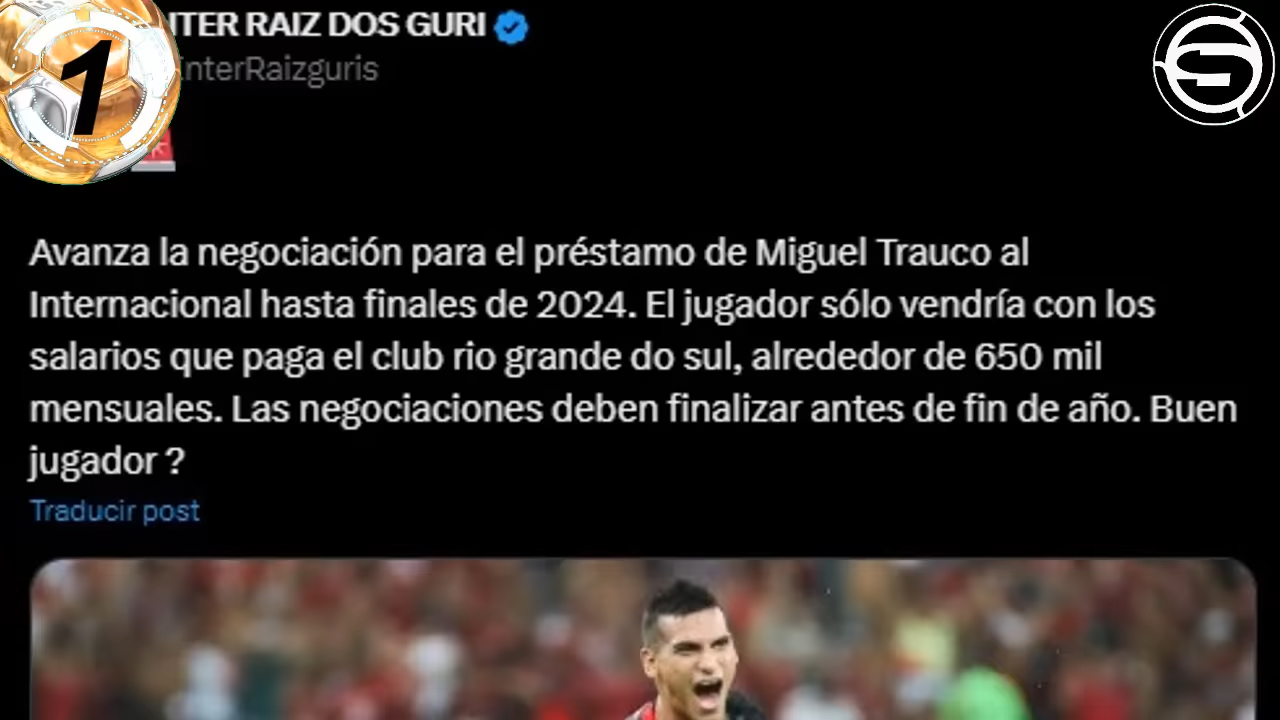 1
ITER RAIZ DOS GURI
InterRaizguris
Avanza la negociación para el préstamo de Miguel Trauco al
Internacional hasta finales de 2024. El jugador sólo vendría con los
salarios que paga el club rio grande do sul, alrededor de 650 mil
mensuales. Las negociaciones deben finalizar antes de fin de año. Buen
jugador ?
Traducir post